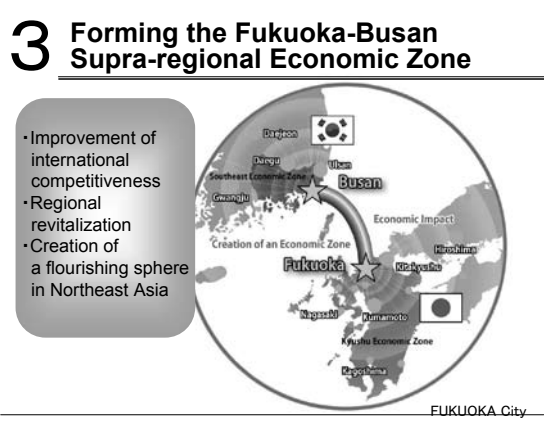 3
Forming the Fukuoka-Busan
Supra-regional Economic Zone
・Improvement of
international
competitiveness
・Regional
revitalization
・Creation of
a flourishing sphere
in Northeast Asia
Daejeon
Daegu
Ulsan
Southeast Economic Zone
Busan
Gwangju
Economic Impact
Creation of an Economic Zone
Hiroshima
Fukuoka
Kitakyushu
Nagasaki
Kumamoto
Kyushu Economic Zone
Kagoshima
FUKUOKA City